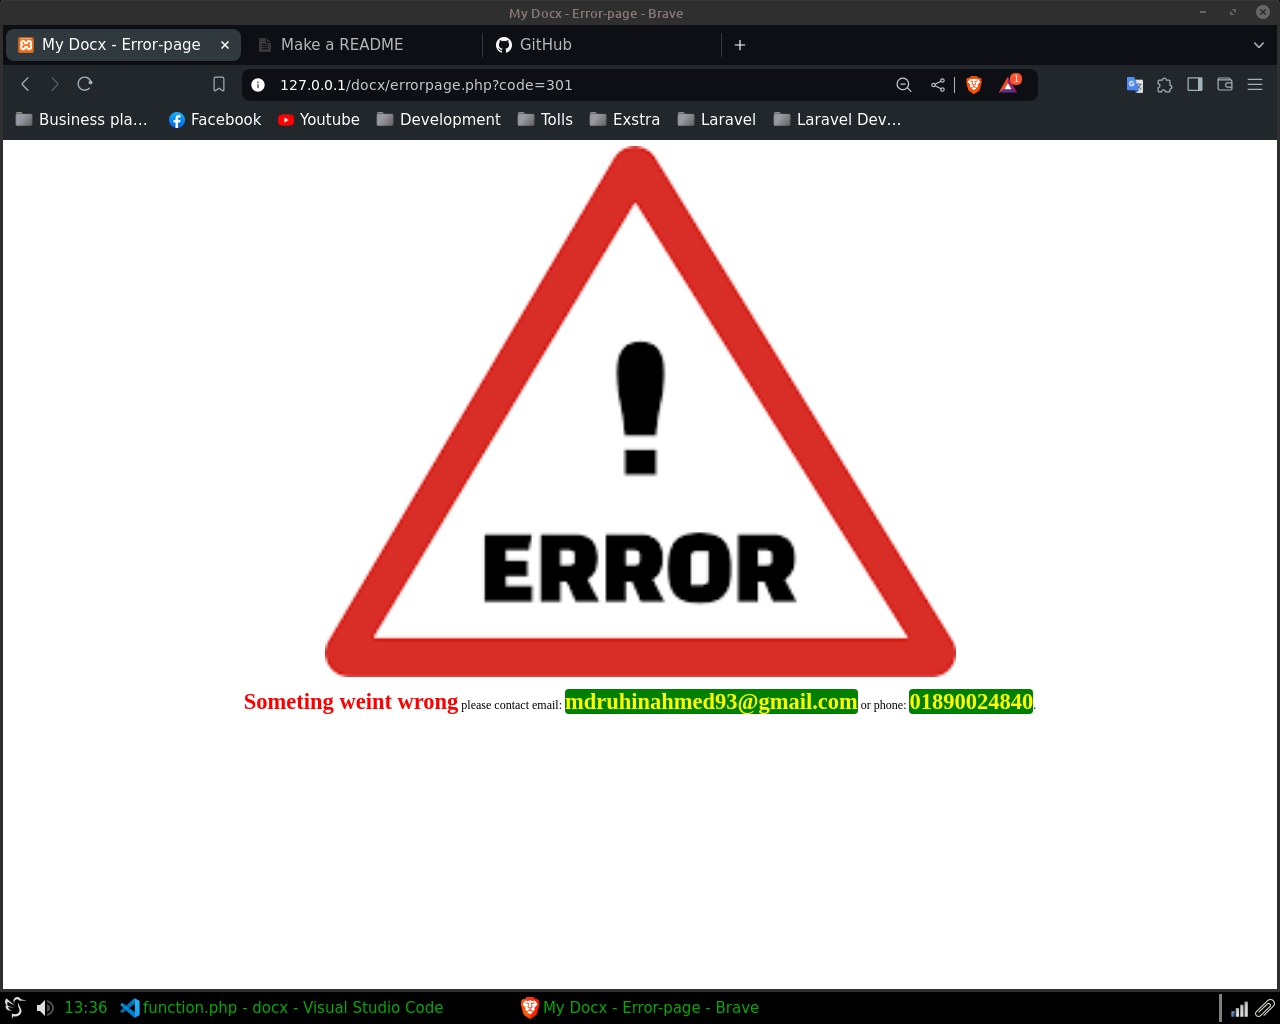 My Docx - Error-page - Brave
My Docx - Error-page
Make a README
GitHub
127.0.0.1/docx/errorpage.php?code=301
1
Business pla...
Facebook
Youtube
Development
Tolls
Exstra
Laravel
Laravel Dev...
!
ERROR
Someting weint wrong please contact email: mdruhinahmed93@gmail.com or phone: 01890024840.
13:36
function.php - docx - Visual Studio Code
My Docx - Error-page - Brave